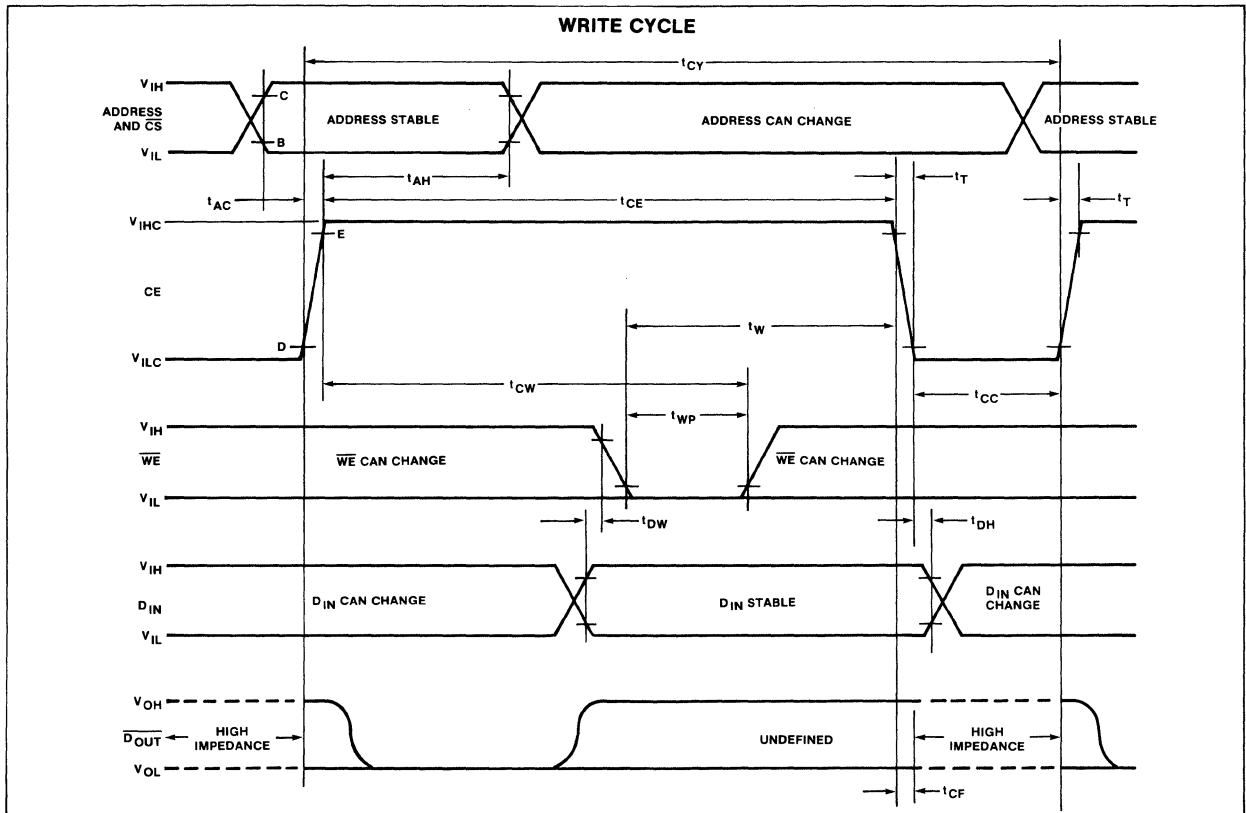 WRITE CYCLE
tCY
VIH
C
ADDRESS
AND CS
ADDRESS STABLE
ADDRESS CAN CHANGE
ADDRESS STABLE
B
VIL
tAH
tT
tAC
tCE
tT
VIHC
E
CE
tW
D
VILC
tCW
tCC
tWP
VIH
WE
WE CAN CHANGE
WE CAN CHANGE
VIL
tDW
tDH
VIH
DIN
DIN CAN CHANGE
DIN STABLE
DIN CAN
CHANGE
VIL
VOH
DOUT
HIGH
IMPEDANCE
UNDEFINED
HIGH
IMPEDANCE
VOL
tCF